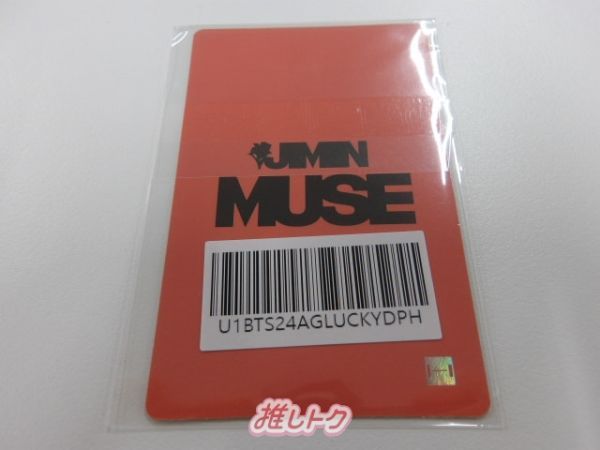 JIMIN
MUSE
U1BTS24AGLUCKYDPH
推しトク